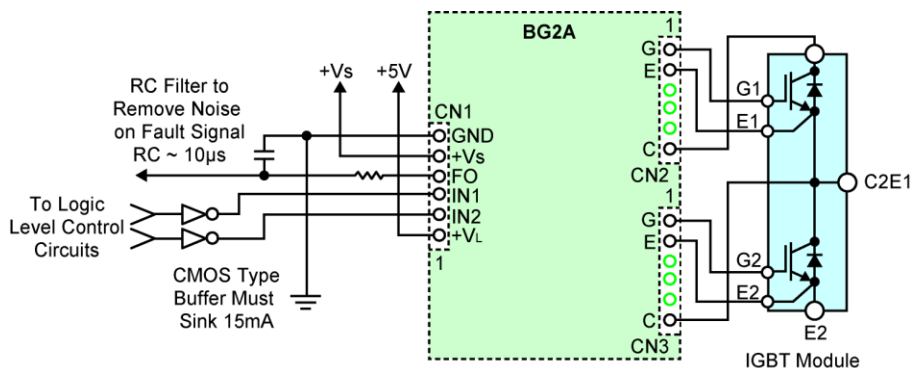 BG2A
1
G
E
C
CN2
1
G
E
C
CN3
+Vs
+5V
CN1
GND
+Vs
FO
IN1
IN2
+VL
1
RC Filter to
Remove Noise
on Fault Signal
RC ~ 10µs
To Logic
Level Control
Circuits
CMOS Type
Buffer Must
Sink 15mA
G1
E1
C2E1
G2
E2
E2
IGBT Module